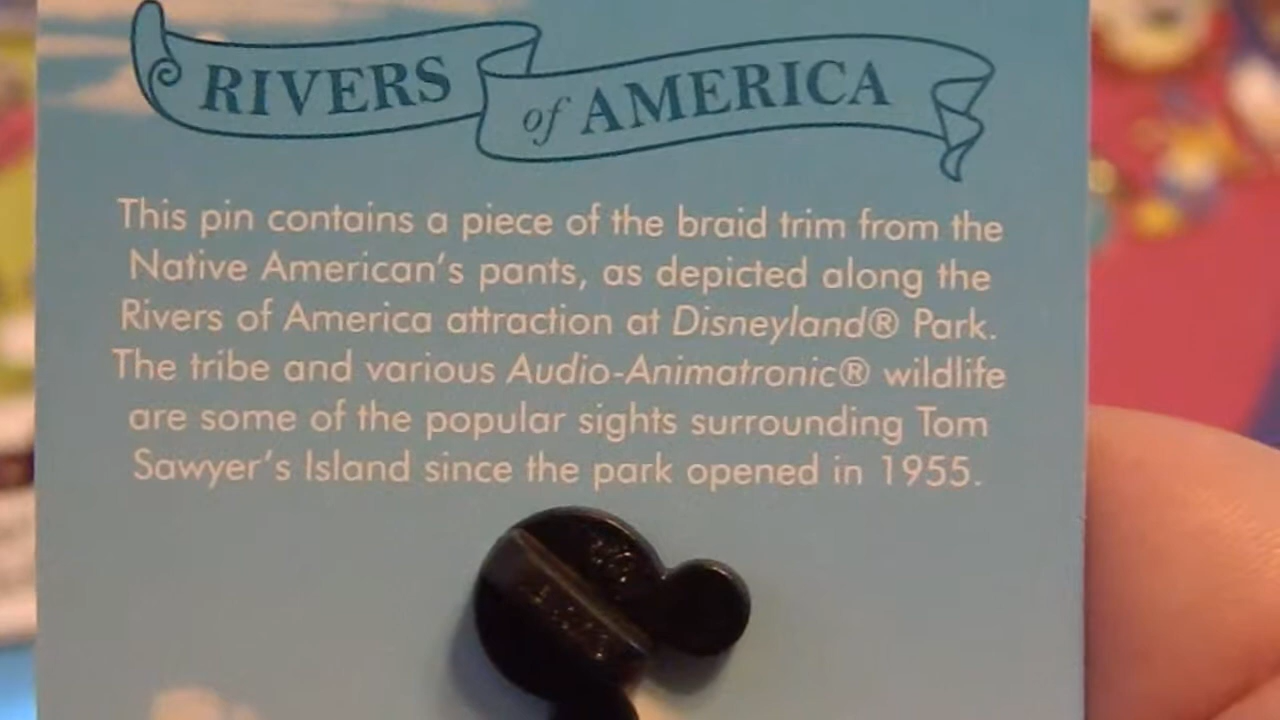 RIVERS of AMERICA
This pin contains a piece of the braid trim from the
Native American's pants, as depicted along the
Rivers of America attraction at Disneyland® Park.
The tribe and various Audio-Animatronic® wildlife
are some of the popular sights surrounding Tom
Sawyer's Island since the park opened in 1955.